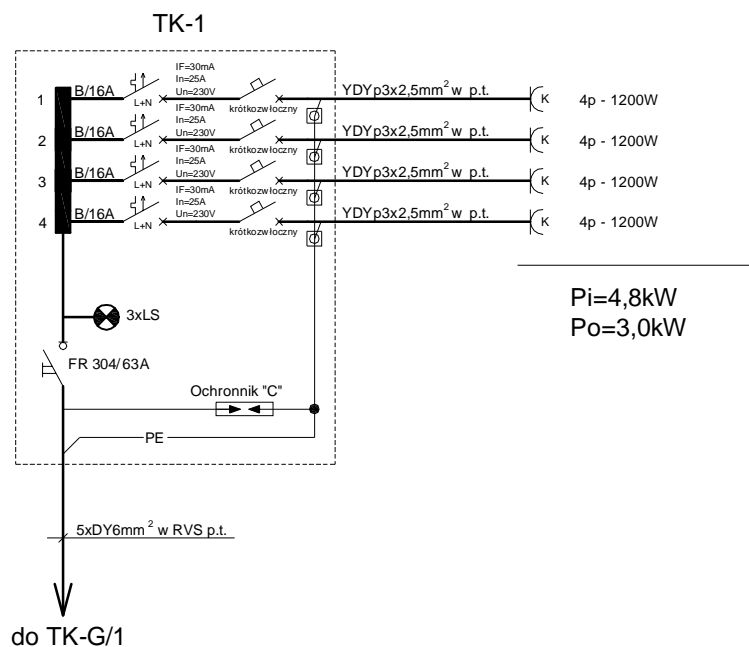 TK-1
1 B/16A L+N IF=30mA
In=25A
Un=230V krótkozwłoczny YDYp3x2,5mm² w p.t. K 4p - 1200W
2 B/16A L+N IF=30mA
In=25A
Un=230V krótkozwłoczny YDYp3x2,5mm² w p.t. K 4p - 1200W
3 B/16A L+N IF=30mA
In=25A
Un=230V krótkozwłoczny YDYp3x2,5mm² w p.t. K 4p - 1200W
4 B/16A L+N IF=30mA
In=25A
Un=230V krótkozwłoczny YDYp3x2,5mm² w p.t. K 4p - 1200W
Pi=4,8kW
Po=3,0kW
3xLS
FR 304/63A
Ochronnik "C"
PE
5xDY6mm² w RVS p.t.
do TK-G/1